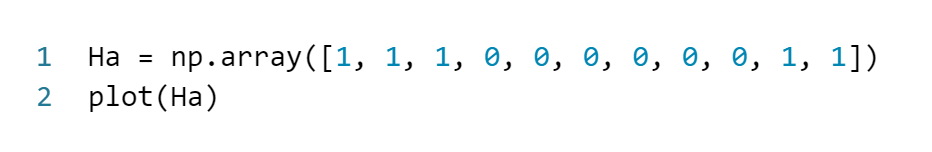 1 Ha = np.array([1, 1, 1, 0, 0, 0, 0, 0, 0, 1, 1])
2 plot(Ha)